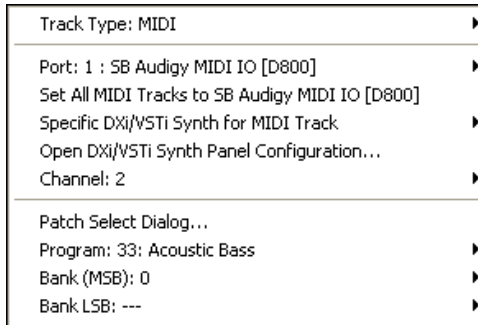 Track Type: MIDI
Port: 1 : SB Audigy MIDI IO [D800]
Set All MIDI Tracks to SB Audigy MIDI IO [D800]
Specific DXi/VSTi Synth for MIDI Track
Open DXi/VSTi Synth Panel Configuration...
Channel: 2
Patch Select Dialog...
Program: 33: Acoustic Bass
Bank (MSB): 0
Bank LSB: ---